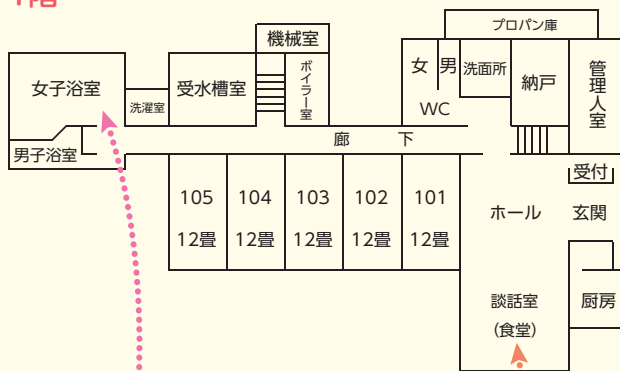 1階
プロパン庫
機械室
女子浴室
洗濯室
受水槽室
ボイラー室
女
男
洗面所
納戸
管理人室
WC
男子浴室
廊下
受付
105
104
103
102
101
12畳
12畳
12畳
12畳
12畳
ホール
玄関
談話室
(食堂)
厨房